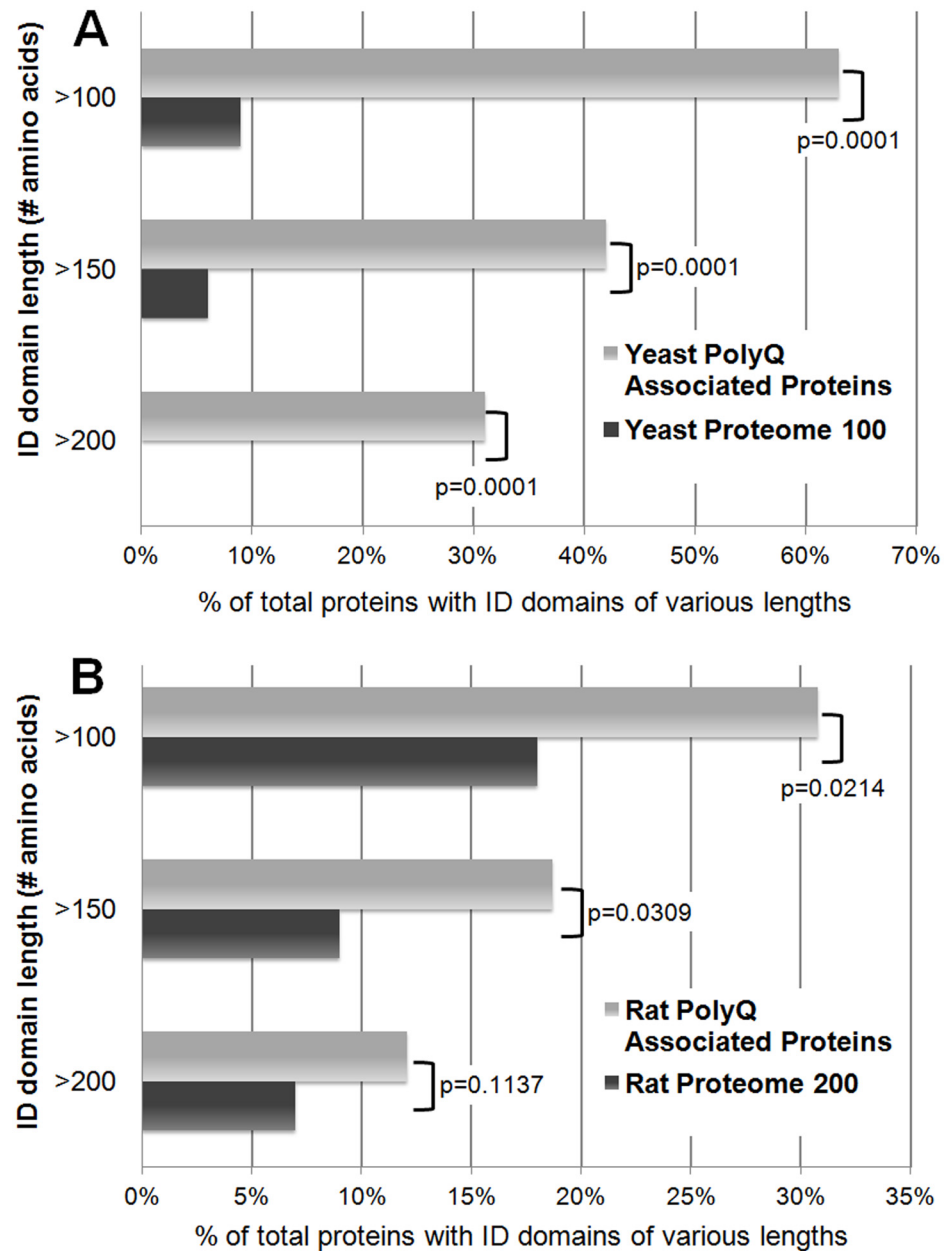 A
ID domain length (# amino acids)
>100
p=0.0001
>150
p=0.0001
Yeast PolyQ
Associated Proteins
Yeast Proteome 100
>200
p=0.0001
0% 10% 20% 30% 40% 50% 60% 70%
% of total proteins with ID domains of various lengths
B
ID domain length (# amino acids)
>100
p=0.0214
>150
p=0.0309
Rat PolyQ
Associated Proteins
Rat Proteome 200
>200
p=0.1137
0% 5% 10% 15% 20% 25% 30% 35%
% of total proteins with ID domains of various lengths